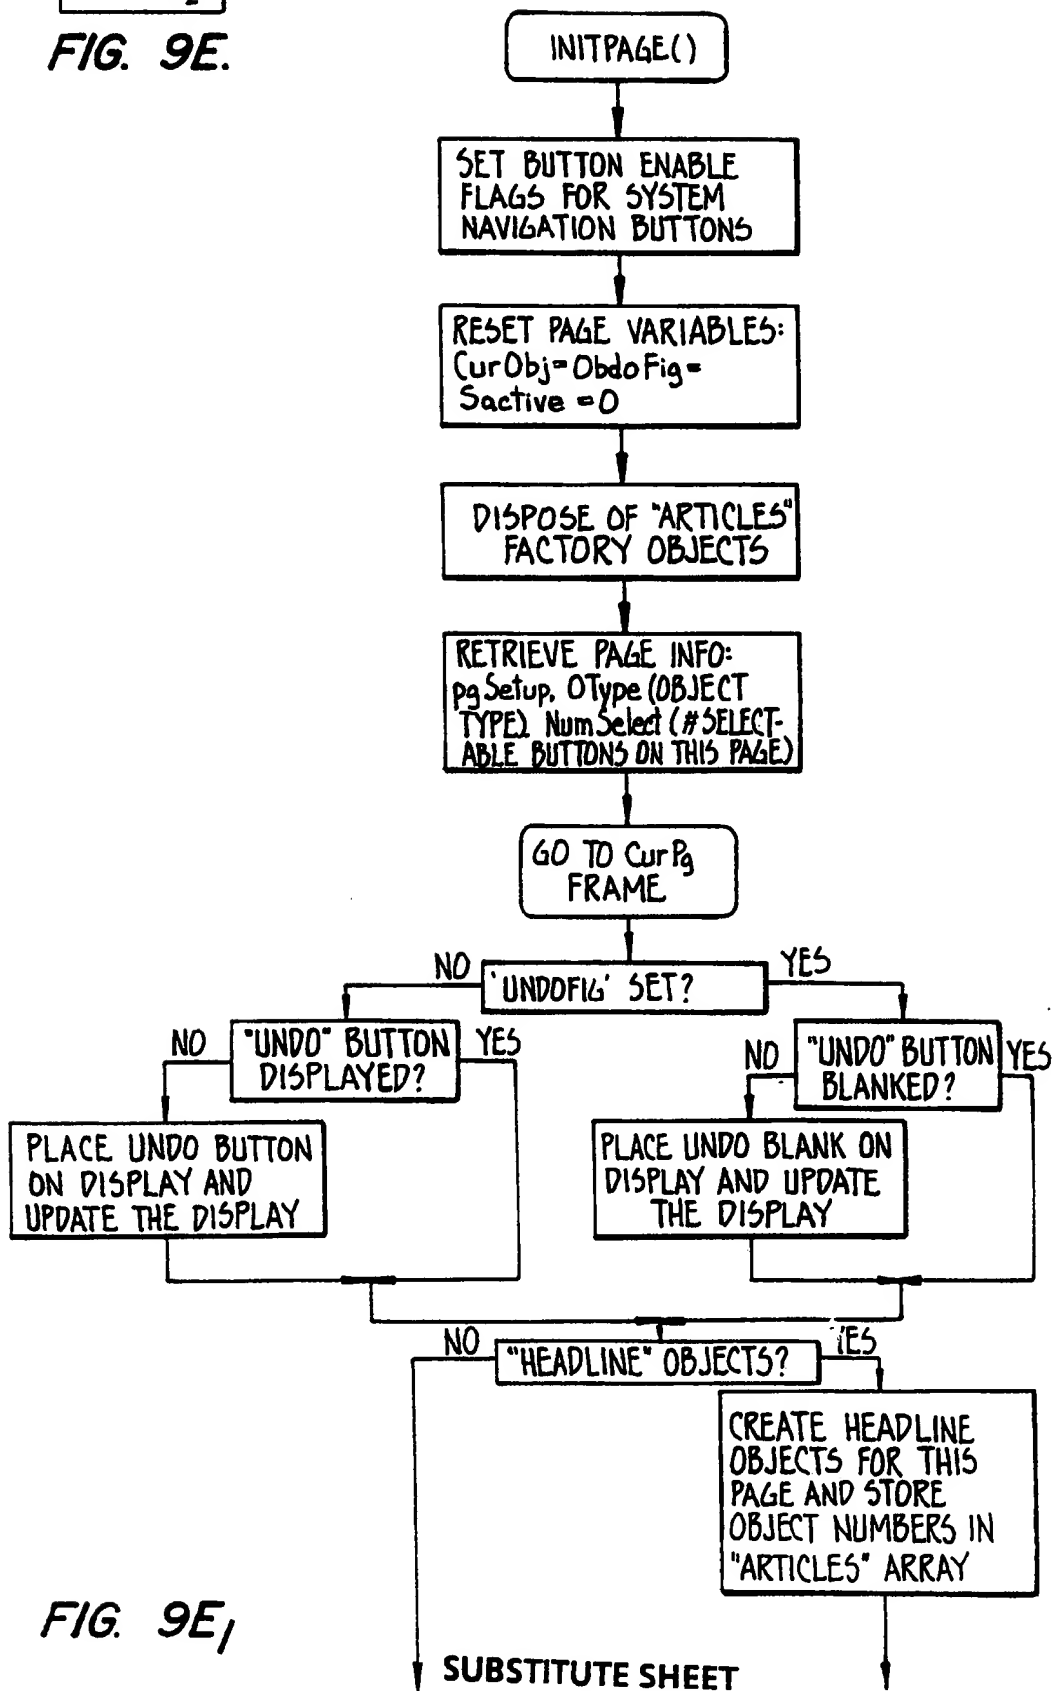 FIG. 9E.
INITPAGE()
SET BUTTON ENABLE
FLAGS FOR SYSTEM
NAVIGATION BUTTONS
RESET PAGE VARIABLES:
CurObj=ObdoFig=
Sactive=0
DISPOSE OF "ARTICLES"
FACTORY OBJECTS
RETRIEVE PAGE INFO:
pgSetup, OType (OBJECT
TYPE) NumSelect (#SELECT-
ABLE BUTTONS ON THIS PAGE)
GO TO CurPg
FRAME
'UNDOFIG' SET?
NO
YES
"UNDO" BUTTON
DISPLAYED?
NO
YES
"UNDO" BUTTON
BLANKED?
NO
YES
PLACE UNDO BUTTON
ON DISPLAY AND
UPDATE THE DISPLAY
PLACE UNDO BLANK ON
DISPLAY AND UPDATE
THE DISPLAY
"HEADLINE" OBJECTS?
NO
YES
CREATE HEADLINE
OBJECTS FOR THIS
PAGE AND STORE
OBJECT NUMBERS IN
"ARTICLES" ARRAY
FIG. 9E1
SUBSTITUTE SHEET